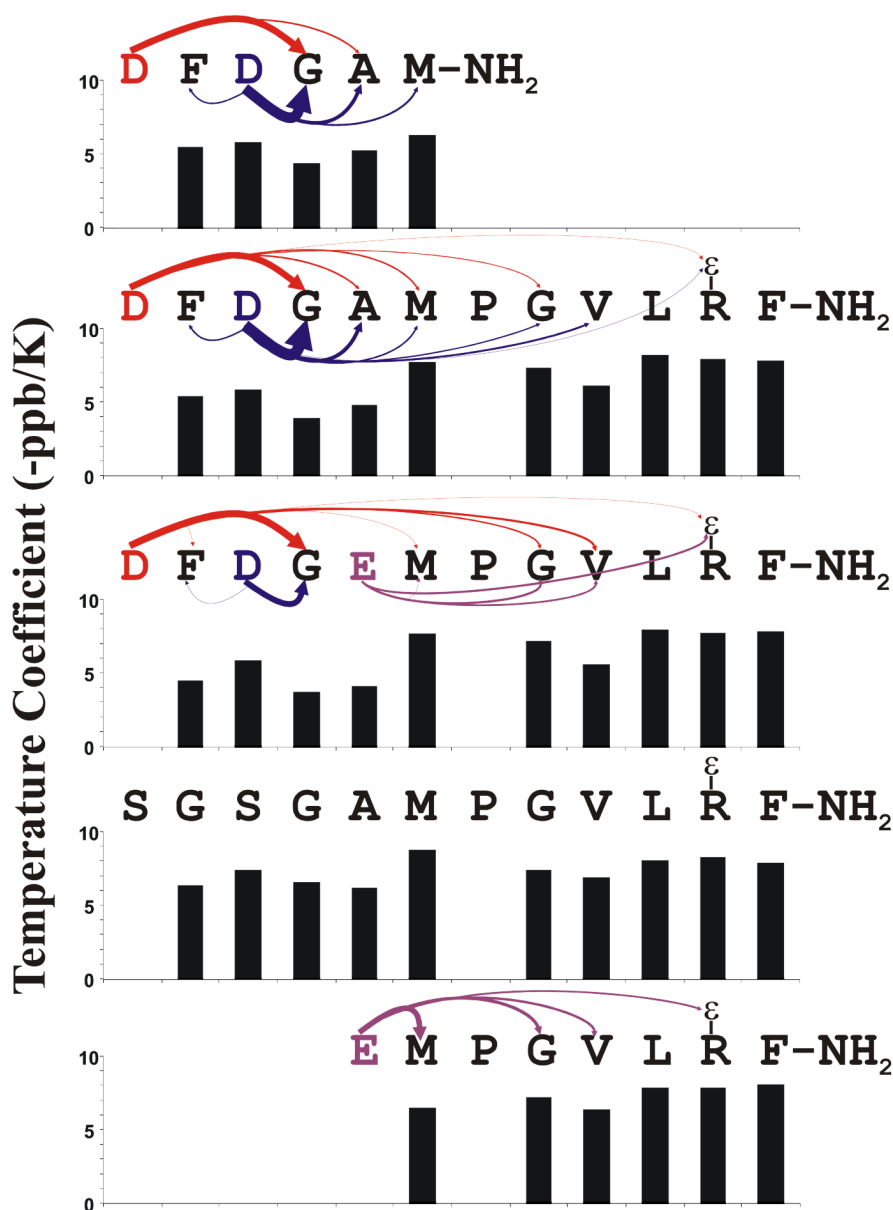 Temperature Coefficient (-ppb/K)
D F D G A M-NH2
10
5
0
ε
D F D G A M P G V L R F-NH2
10
5
0
ε
D F D G E M P G V L R F-NH2
10
5
0
ε
S G S G A M P G V L R F-NH2
10
5
0
ε
E M P G V L R F-NH2
10
5
0